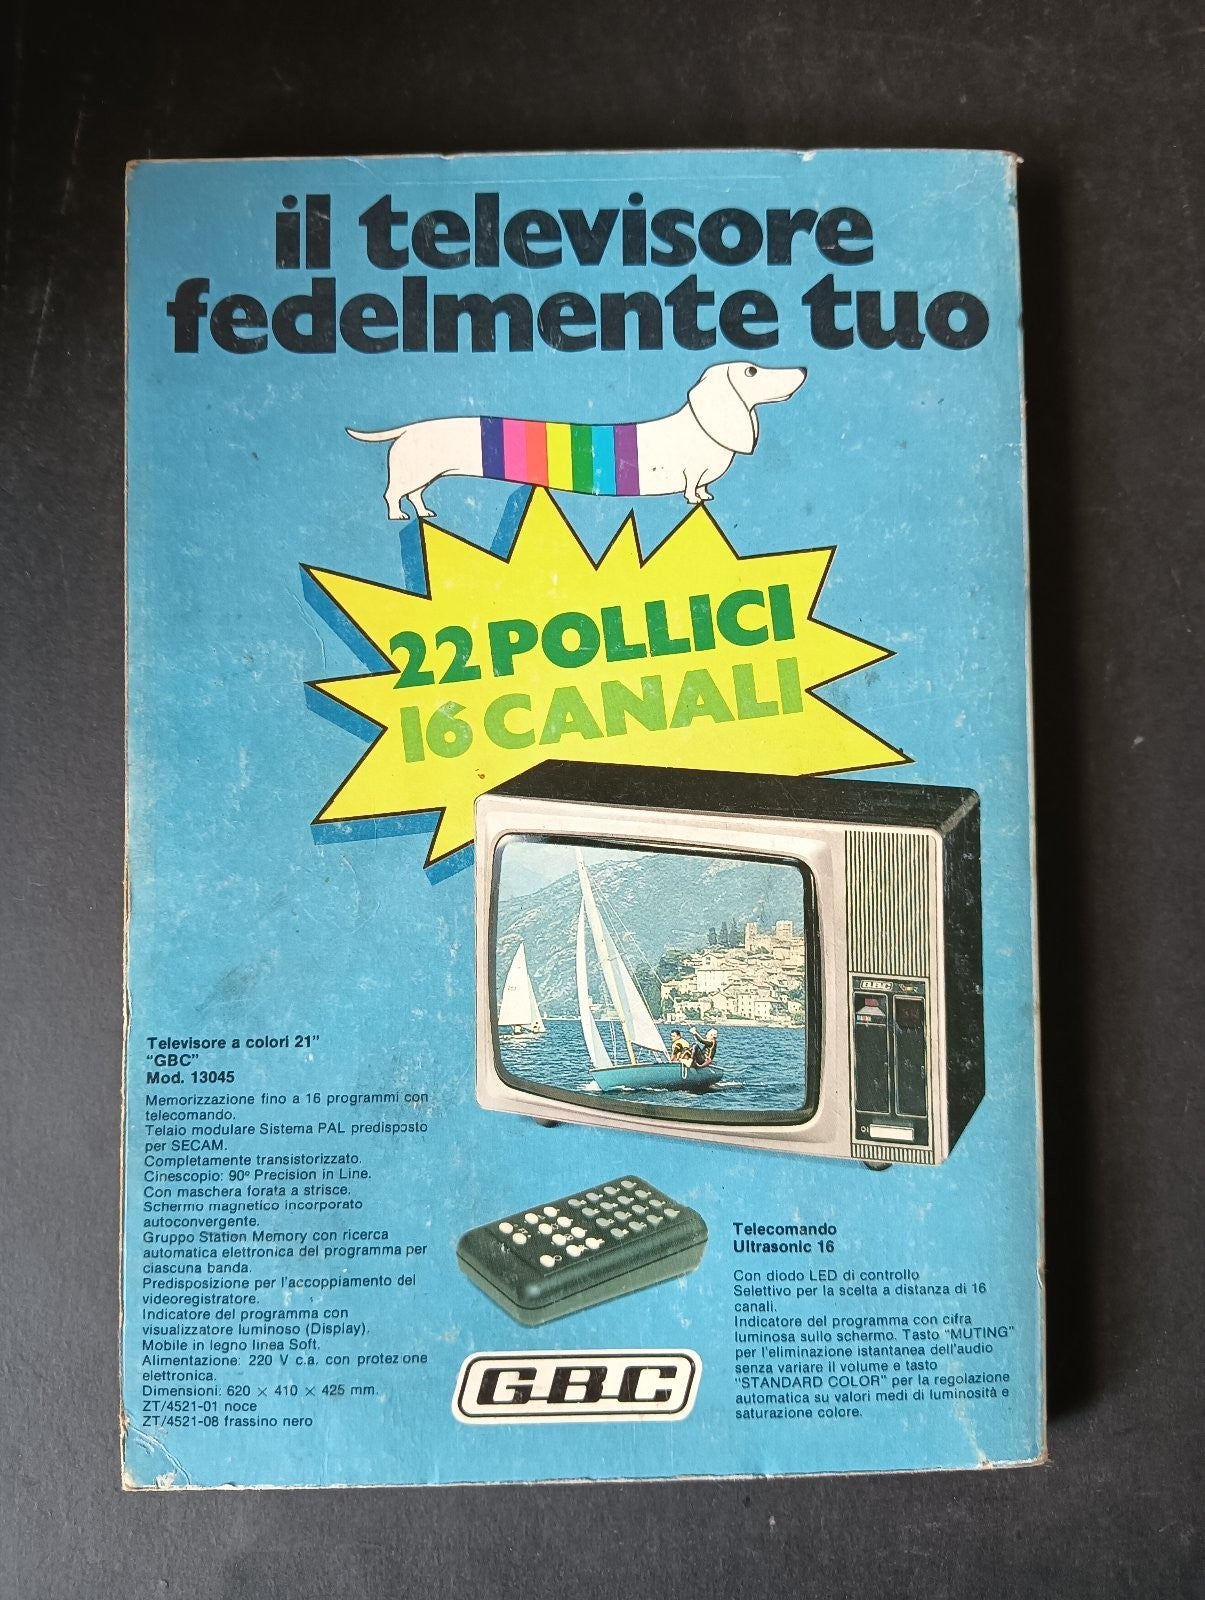 il televisore
fedelmente tuo
22 POLLICI
16 CANALI
GBC
Televisore a colori 21"
"GBC"
Mod. 13045
Memorizzazione fino a 16 programmi con
telecomando.
Telaio modulare Sistema PAL predisposto
per SECAM.
Completamente transistorizzato.
Cinescopio: 90° Precision in Line.
Con maschera forata a strisce.
Schermo magnetico incorporato
autoconvergente.
Gruppo Station Memory con ricerca
automatica elettronica del programma per
ciascuna banda.
Predisposizione per l'accoppiamento del
videoregistratore.
Indicatore del programma con
visualizzatore luminoso (Display).
Mobile in legno linea Soft.
Alimentazione: 220 V c.a. con protezione
elettronica.
Dimensioni: 620 × 410 × 425 mm.
ZT/4521-01 noce
ZT/4521-08 frassino nero
GBC
Telecomando
Ultrasonic 16
Con diodo LED di controllo
Selettivo per la scelta a distanza di 16
canali.
Indicatore del programma con cifra
luminosa sullo schermo. Tasto "MUTING"
per l'eliminazione istantanea dell'audio
senza variare il volume e tasto
"STANDARD COLOR" per la regolazione
automatica su valori medi di luminosità e
saturazione colore.